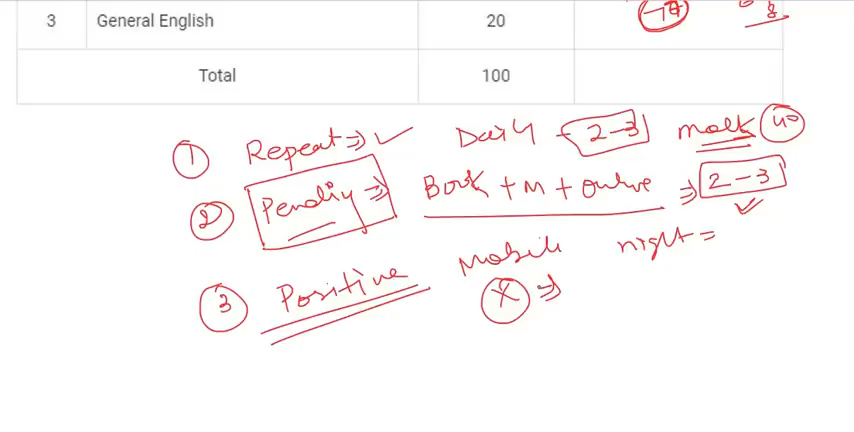 3 General English 20
Total 100
① Repeat ⇒ ✓ Daily - 2-3 mock 40
② Pending ⇒ Book + M + Online ⇒ 2-3 ✓
③ Positive Mobile night =
X ⇒